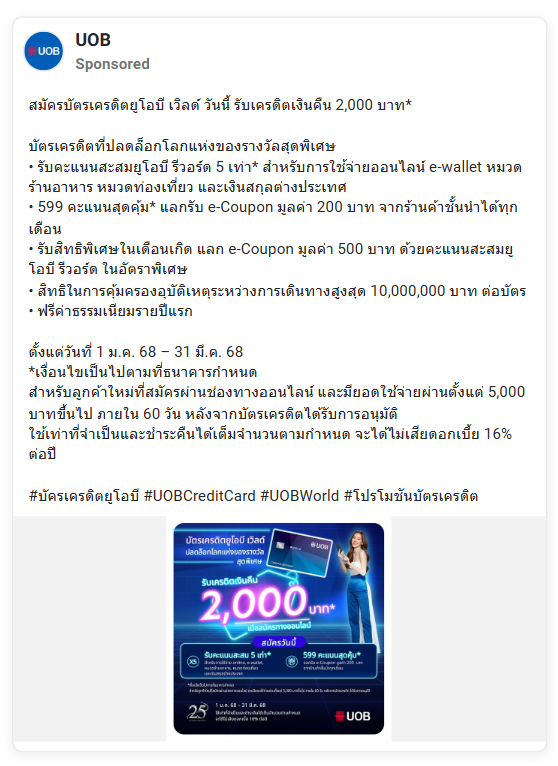 UOB
UOB
Sponsored
สมัครบัตรเครดิตยูโอบี เวิลด์ วันนี้ รับเครดิตเงินคืน 2,000 บาท*
บัตรเครดิตที่ปลดล็อกโลกแห่งของรางวัลสุดพิเศษ
• รับคะแนนสะสมยูโอบี รีวอร์ด 5 เท่า* สำหรับการใช้จ่ายออนไลน์ e-wallet หมวด
ร้านอาหาร หมวดท่องเที่ยว และเงินสกุลต่างประเทศ
• 599 คะแนนสุดคุ้ม* แลกรับ e-Coupon มูลค่า 200 บาท จากร้านค้าชั้นนำได้ทุก
เดือน
• รับสิทธิพิเศษในเดือนเกิด แลก e-Coupon มูลค่า 500 บาท ด้วยคะแนนสะสมยู
โอบี รีวอร์ด ในอัตราพิเศษ
• สิทธิในการคุ้มครองอุบัติเหตุระหว่างการเดินทางสูงสุด 10,000,000 บาท ต่อบัตร
• ฟรีค่าธรรมเนียมรายปีแรก
ตั้งแต่วันที่ 1 ม.ค. 68 – 31 มี.ค. 68
*เงื่อนไขเป็นไปตามที่ธนาคารกำหนด
สำหรับลูกค้าใหม่ที่สมัครผ่านช่องทางออนไลน์ และมียอดใช้จ่ายผ่านตั้งแต่ 5,000
บาทขึ้นไป ภายใน 60 วัน หลังจากบัตรเครดิตได้รับการอนุมัติ
ใช้เท่าที่จำเป็นและชำระคืนได้เต็มจำนวนตามกำหนด จะได้ไม่เสียดอกเบี้ย 16%
ต่อปี
#บัครเครดิตยูโอบี #UOBCreditCard #UOBWorld #โปรโมชันบัตรเครดิต
บัตรเครดิตยูโอบี เวิลด์
ปลดล็อกโลกแห่งของรางวัล
สุดพิเศษ
UOB
รับเครดิตเงินคืน
2,000 บาท*
เมื่อสมัครทางออนไลน์
สมัครวันนี้
X5
รับคะแนนสะสม 5 เท่า*
599 คะแนนสุดคุ้ม*
แลกรับ e-Coupon มูลค่า 200 บาท
25
1 ม.ค. 68 – 31 มี.ค. 68
UOB